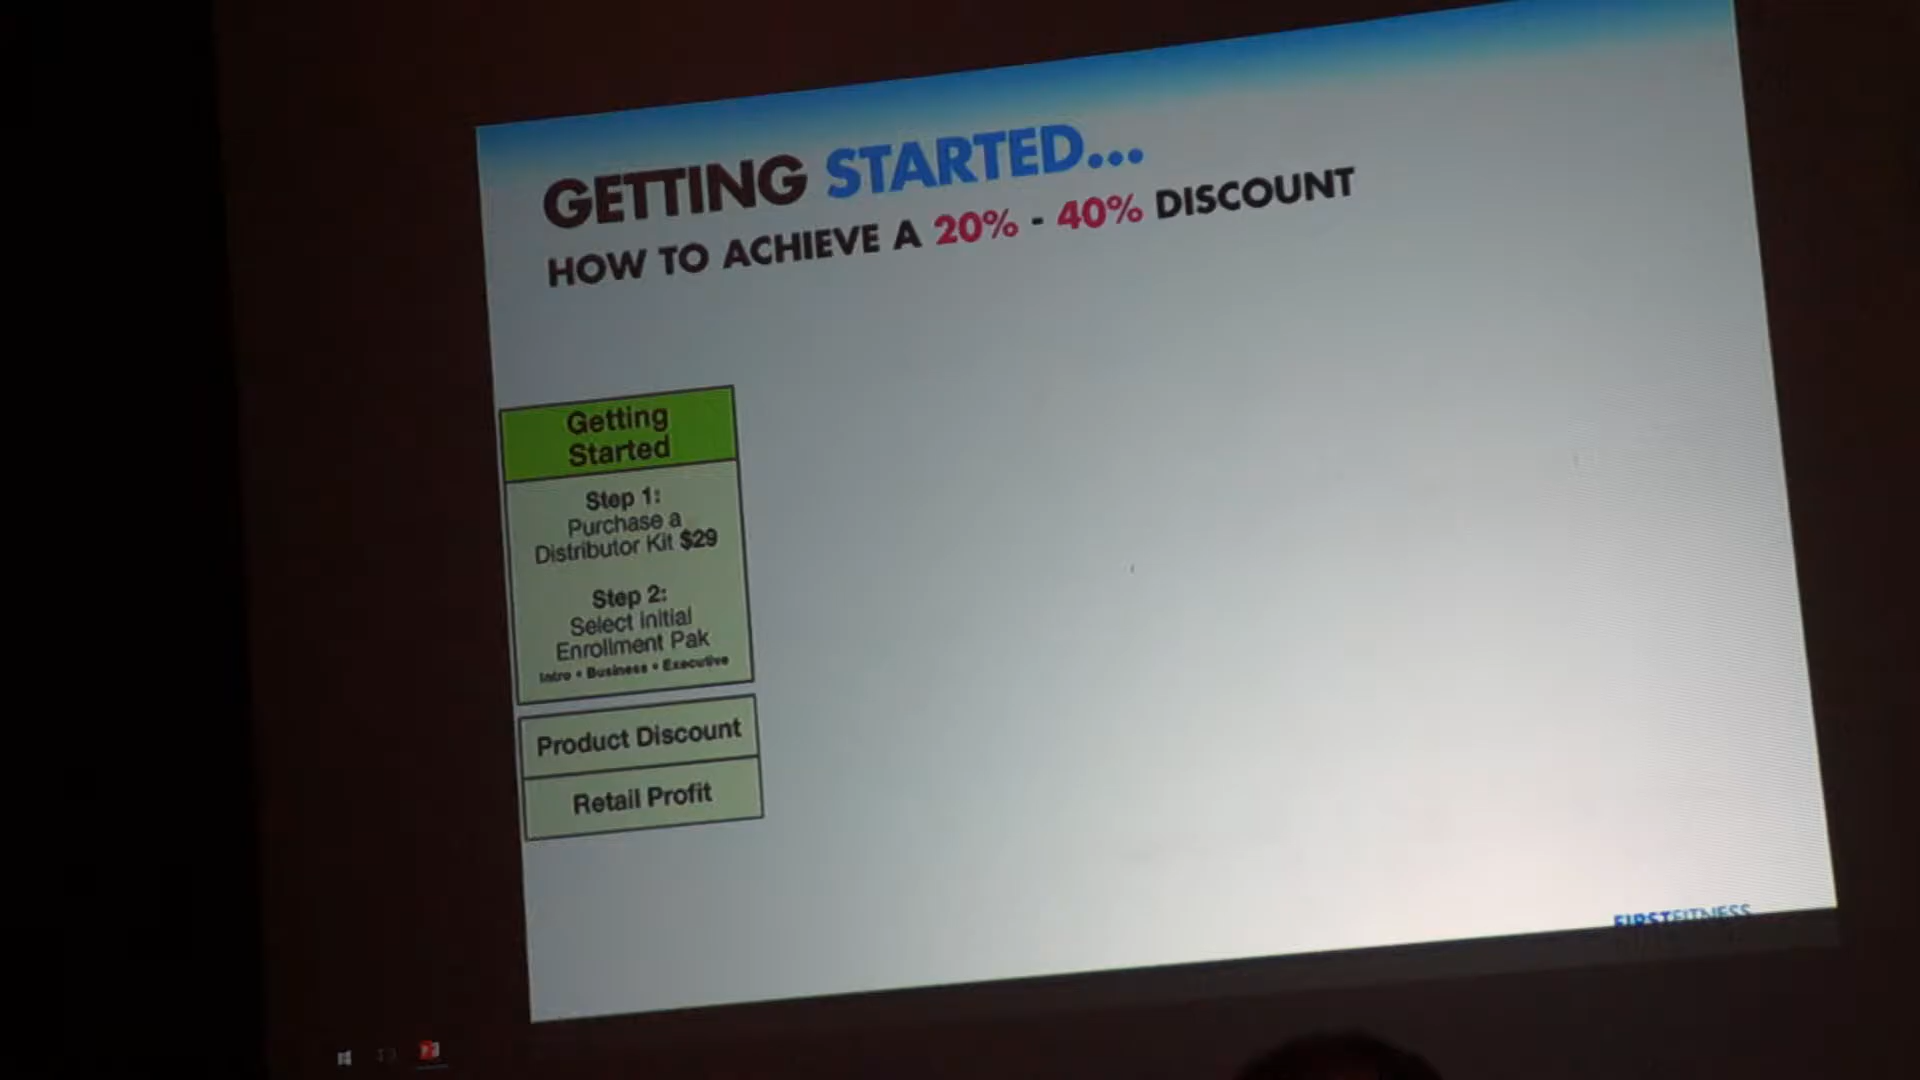 GETTING STARTED...
HOW TO ACHIEVE A 20% - 40% DISCOUNT
Getting
Started
Step 1:
Purchase a
Distributor Kit $29
Step 2:
Select Initial
Enrollment Pak
Intro • Business • Executive
Product Discount
Retail Profit
FIRSTFITNESS